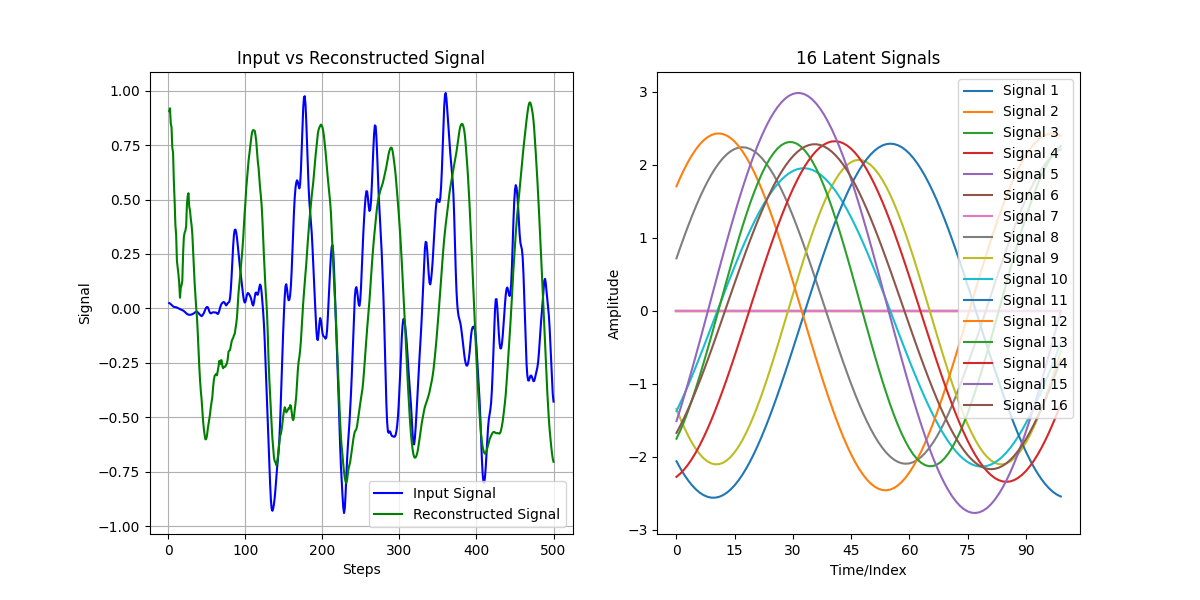 Input vs Reconstructed Signal
1.00
0.75
0.50
0.25
0.00
−0.25
−0.50
−0.75
−1.00
Signal
0
100
200
300
400
500
Steps
Input Signal
Reconstructed Signal
16 Latent Signals
3
2
1
0
−1
−2
−3
Amplitude
0
15
30
45
60
75
90
Time/Index
Signal 1
Signal 2
Signal 3
Signal 4
Signal 5
Signal 6
Signal 7
Signal 8
Signal 9
Signal 10
Signal 11
Signal 12
Signal 13
Signal 14
Signal 15
Signal 16